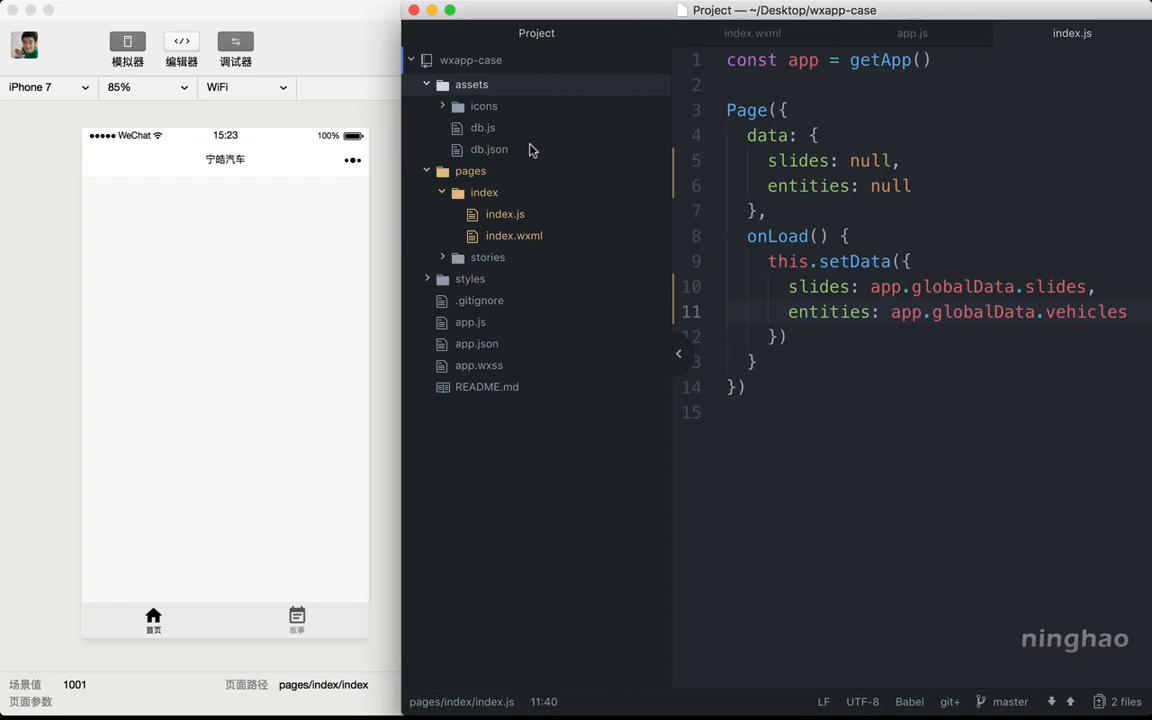 Project — ~/Desktop/wxapp-case
模拟器
编辑器
调试器
iPhone 7
85%
WiFi
WeChat
15:23
100%
宁皓汽车
首页
故事
场景值
1001
页面路径
pages/index/index
页面参数
Project
wxapp-case
assets
icons
db.js
db.json
pages
index
index.js
index.wxml
stories
styles
.gitignore
app.js
app.json
app.wxss
README.md
index.wxml
app.js
index.js
1 const app = getApp()
2
3 Page({
4 data: {
5 slides: null,
6 entities: null
7 },
8 onLoad() {
9 this.setData({
10 slides: app.globalData.slides,
11 entities: app.globalData.vehicles
12 })
3 }
14 })
15
ninghao
pages/index/index.js
11:40
LF
UTF-8
Babel
git+
master
2 files